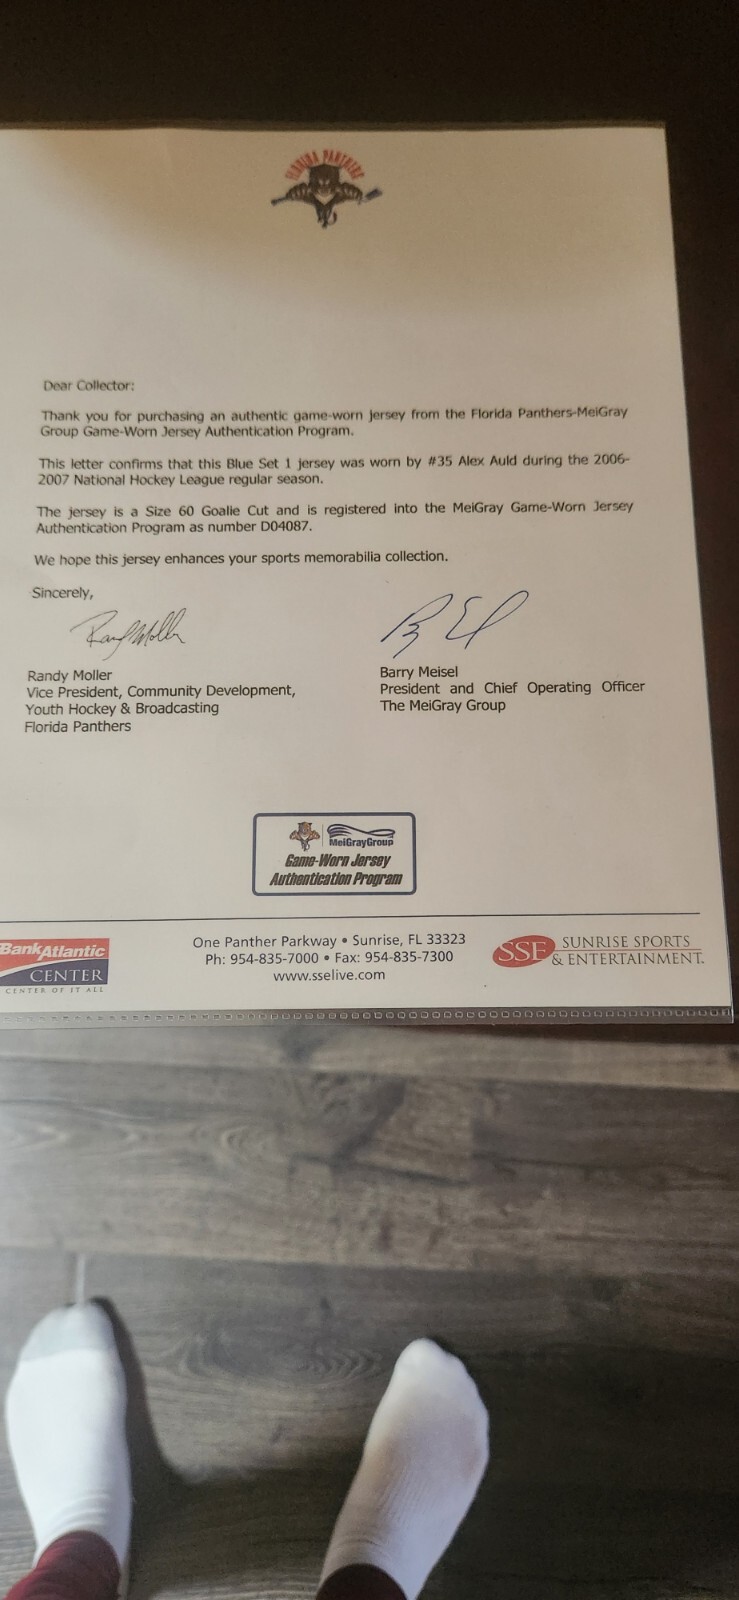 FLORIDA PANTHERS
Dear Collector:
Thank you for purchasing an authentic game-worn jersey from the Florida Panthers-MeiGray
Group Game-Worn Jersey Authentication Program.
This letter confirms that this Blue Set 1 jersey was worn by #35 Alex Auld during the 2006-
2007 National Hockey League regular season.
The jersey is a Size 60 Goalie Cut and is registered into the MeiGray Game-Worn Jersey
Authentication Program as number D04087.
We hope this jersey enhances your sports memorabilia collection.
Sincerely,
Randy Moller
Vice President, Community Development,
Youth Hockey & Broadcasting
Florida Panthers
Barry Meisel
President and Chief Operating Officer
The MeiGray Group
MeiGrayGroup
Game-Worn Jersey
Authentication Program
BankAtlantic
CENTER
CENTER OF IT ALL
One Panther Parkway • Sunrise, FL 33323
Ph: 954-835-7000 • Fax: 954-835-7300
www.sselive.com
SSE SUNRISE SPORTS
& ENTERTAINMENT.